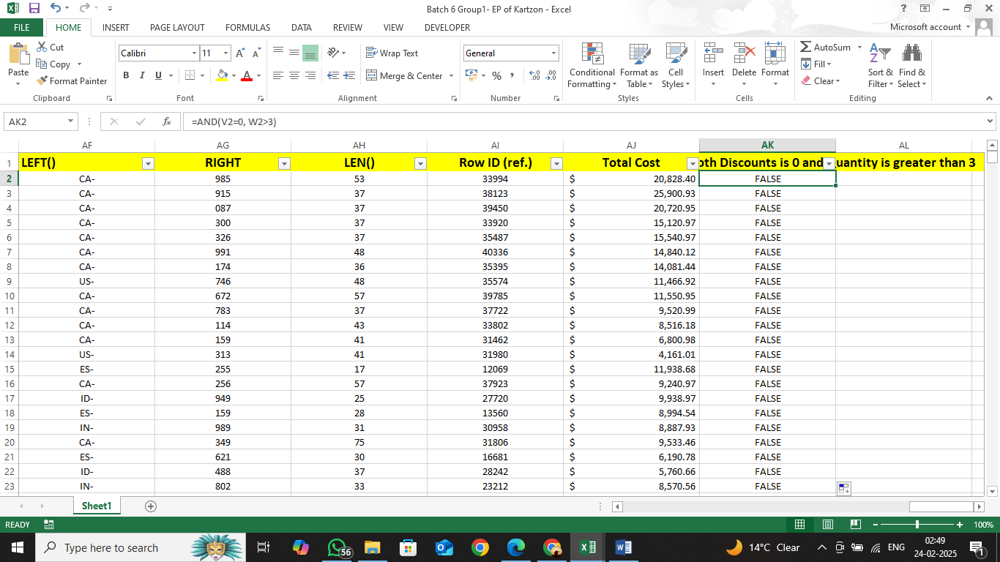 Batch 6 Group1- EP of Kartzon - Excel
FILE HOME INSERT PAGE LAYOUT FORMULAS DATA REVIEW VIEW DEVELOPER Microsoft account
Paste Cut Copy Format Painter
Clipboard
Calibri 11
B I U
Font
Wrap Text
Merge & Center
Alignment
General
Number
Conditional Formatting Format as Table Cell Styles
Styles
Insert Delete Format
Cells
AutoSum Fill Clear Sort & Filter Find & Select
Editing
AK2 fx =AND(V2=0, W2>3)
AF AG AH AI AJ AK AL
1 LEFT() RIGHT LEN() Row ID (ref.) Total Cost oth Discounts is 0 and uantity is greater than 3
2 CA- 985 53 33994 $ 20,828.40 FALSE
3 CA- 915 37 38123 $ 25,900.93 FALSE
4 CA- 087 37 39450 $ 20,720.95 FALSE
5 CA- 300 37 33920 $ 15,120.97 FALSE
6 CA- 326 37 35487 $ 15,540.97 FALSE
7 CA- 991 48 40336 $ 14,840.12 FALSE
8 CA- 174 36 35395 $ 14,081.44 FALSE
9 US- 746 48 35574 $ 11,466.92 FALSE
10 CA- 672 57 39785 $ 11,550.95 FALSE
11 CA- 783 37 37722 $ 9,520.99 FALSE
12 CA- 114 43 33802 $ 8,516.18 FALSE
13 CA- 159 41 31462 $ 6,800.98 FALSE
14 US- 313 41 31980 $ 4,161.01 FALSE
15 ES- 255 17 12069 $ 11,938.68 FALSE
16 CA- 256 57 37923 $ 9,240.97 FALSE
17 ID- 949 25 27720 $ 9,938.97 FALSE
18 ES- 159 28 13560 $ 8,994.54 FALSE
19 IN- 989 31 30958 $ 8,887.93 FALSE
20 CA- 349 75 31806 $ 9,533.46 FALSE
21 ES- 621 30 16681 $ 6,190.78 FALSE
22 ID- 488 37 28242 $ 5,760.66 FALSE
23 IN- 802 33 23212 $ 8,570.56 FALSE
Sheet1
READY 100%
Type here to search 56 14°C Clear ENG 02:49
24-02-2025 1